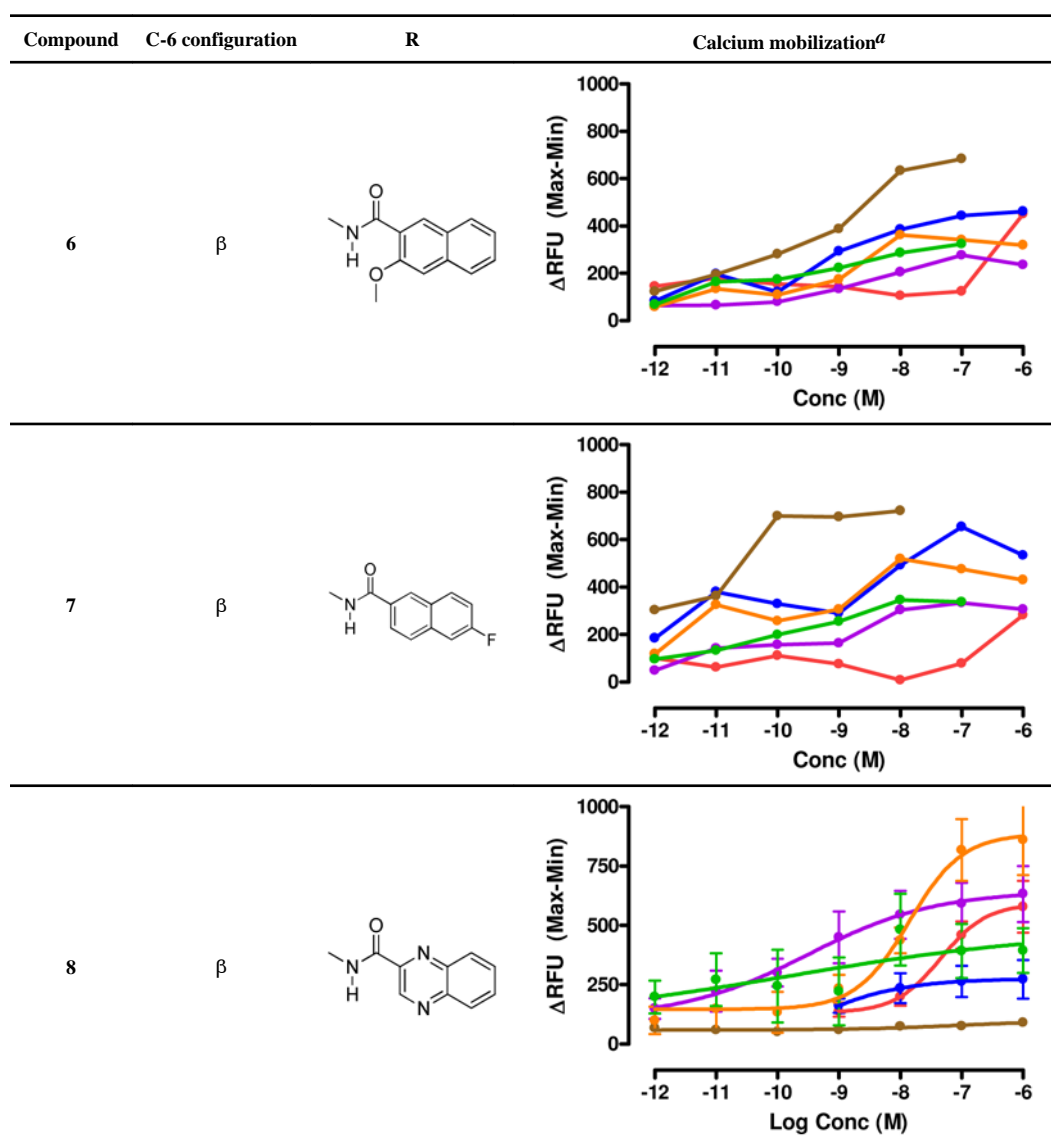 Compound C-6 configuration R Calcium mobilizationa
1000
800
600
400
200
0
ΔRFU (Max-Min)
6 β
O
N
H
O
-12 -11 -10 -9 -8 -7 -6
Conc (M)
1000
800
600
400
200
0
ΔRFU (Max-Min)
7 β
O
N
H
F
-12 -11 -10 -9 -8 -7 -6
Conc (M)
1000
750
500
250
0
ΔRFU (Max-Min)
8 β
O
N
H
N
N
-12 -11 -10 -9 -8 -7 -6
Log Conc (M)